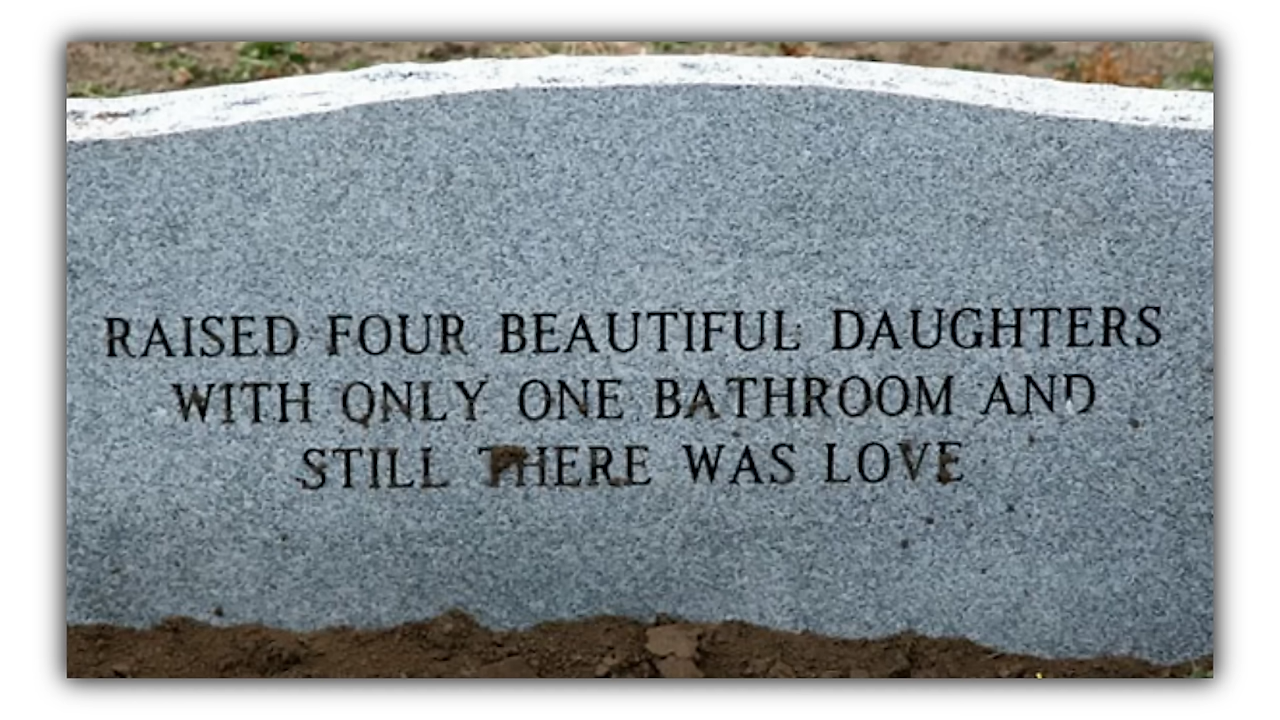 RAISED FOUR BEAUTIFUL DAUGHTERS
WITH ONLY ONE BATHROOM AND
STILL THERE WAS LOVE